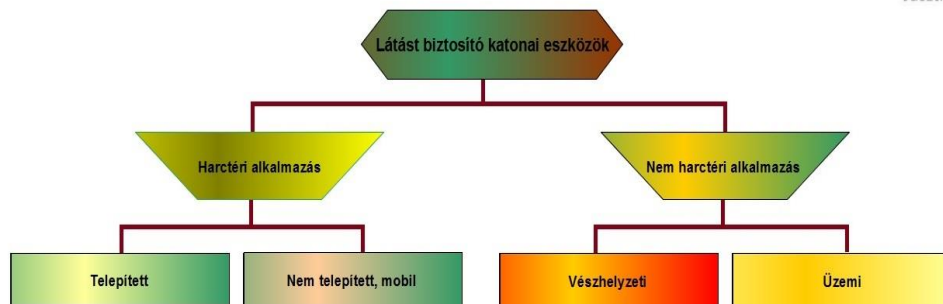 Látást biztosító katonai eszközök
Harctéri alkalmazás
Nem harctéri alkalmazás
Telepített
Nem telepített, mobil
Vészhelyzeti
Üzemi